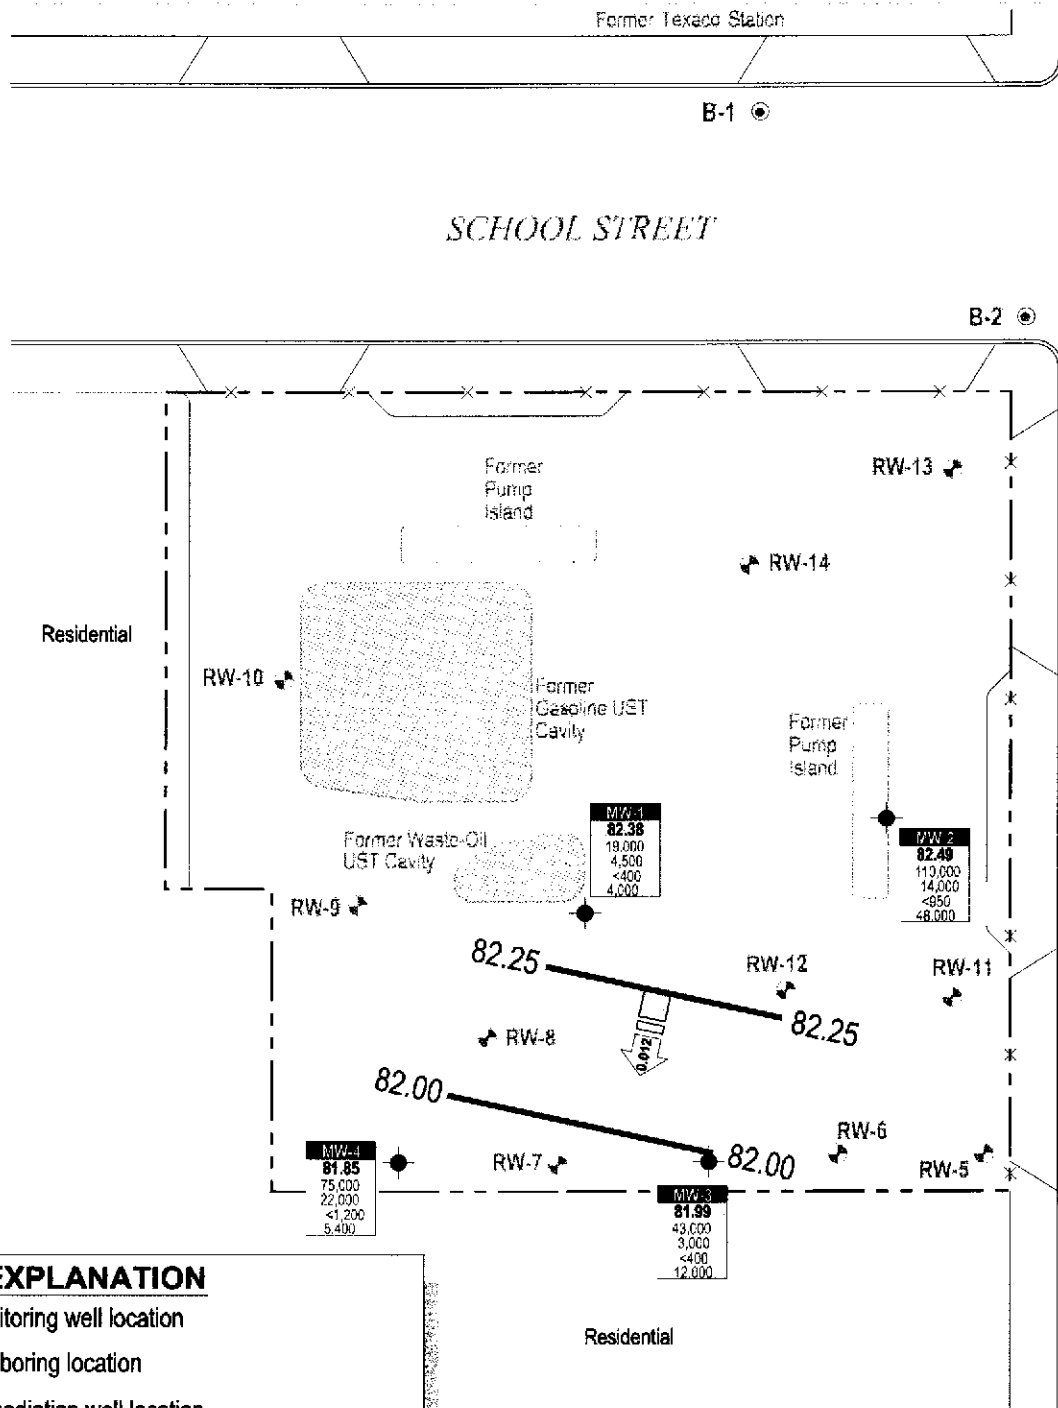 Former Texaco Station
B-1
SCHOOL STREET
B-2
RW-13
Former
Pump
Island
RW-14
Residential
RW-10
Former
Gasoline UST
Cavity
Former
Pump
Island
MW-1
82.38
19,000
4,500
<400
4,000
MW-2
82.49
110,000
14,000
<950
48,000
Former Waste-Oil
UST Cavity
RW-9
82.25
RW-12
RW-11
82.25
RW-8
0.012
82.00
RW-6
MW-4
81.85
75,000
22,000
<1,200
5,400
RW-7
82.00
RW-5
MW-3
81.99
43,000
3,000
<400
12,000
EXPLANATION
itoring well location
boring location
ediation well location
Residential